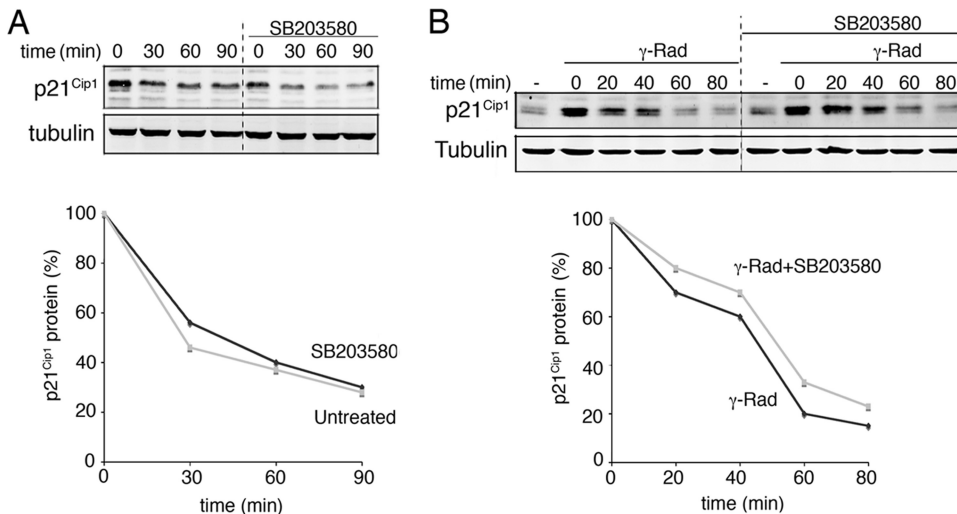 A
SB203580
time (min) 0 30 60 90 0 30 60 90
p21Cip1
tubulin
p21Cip1 protein (%)
100
80
60
40
20
0
SB203580
Untreated
0 30 60 90
time (min)
B
SB203580
γ-Rad γ-Rad
time (min) - 0 20 40 60 80 - 0 20 40 60 80
p21Cip1
Tubulin
p21Cip1 protein (%)
100
80
60
40
20
0
γ-Rad+SB203580
γ-Rad
0 20 40 60 80
time (min)